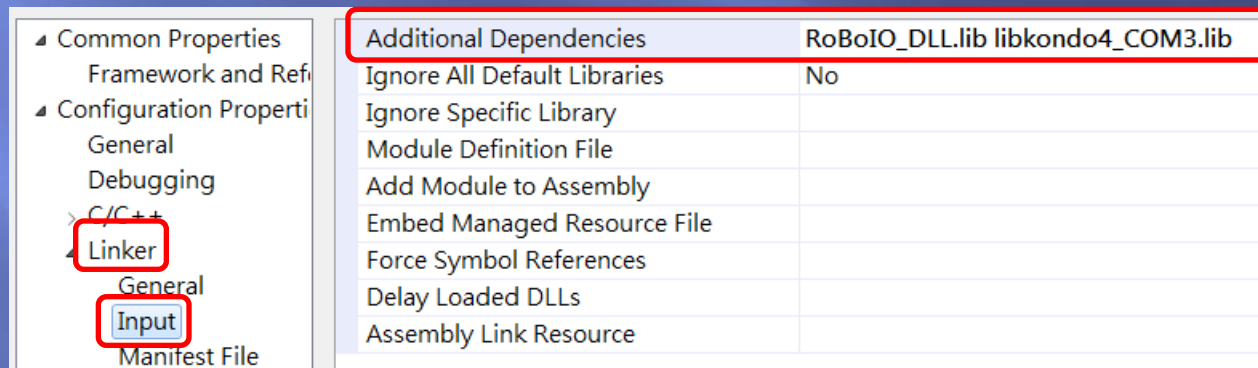 Common Properties
Framework and Ref
Configuration Properti
General
Debugging
C/C++
Linker
General
Input
Manifest File
Additional Dependencies RoBoIO_DLL.lib libkondo4_COM3.lib
Ignore All Default Libraries No
Ignore Specific Library
Module Definition File
Add Module to Assembly
Embed Managed Resource File
Force Symbol References
Delay Loaded DLLs
Assembly Link Resource